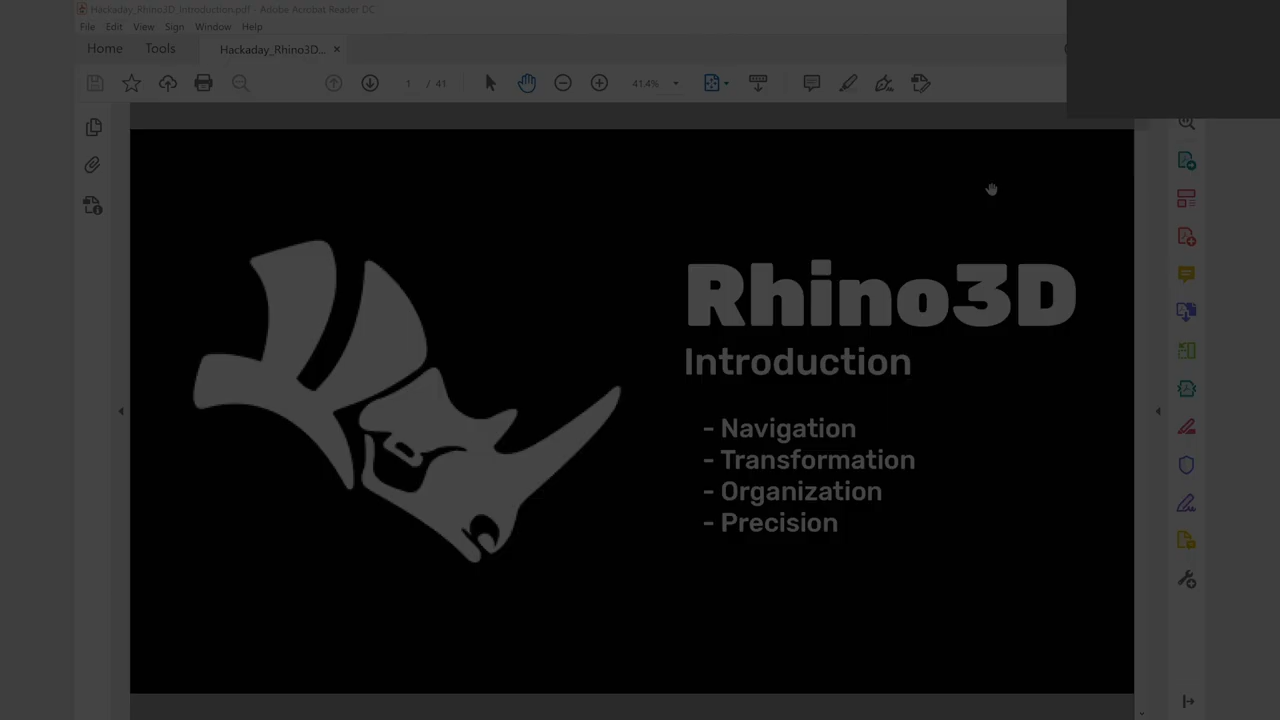 Hackaday_Rhino3D_Introduction.pdf - Adobe Acrobat Reader DC
File Edit View Sign Window Help
Home Tools Hackaday_Rhino3D... ×
1 / 41 41.4%
Rhino3D
Introduction
- Navigation
- Transformation
- Organization
- Precision